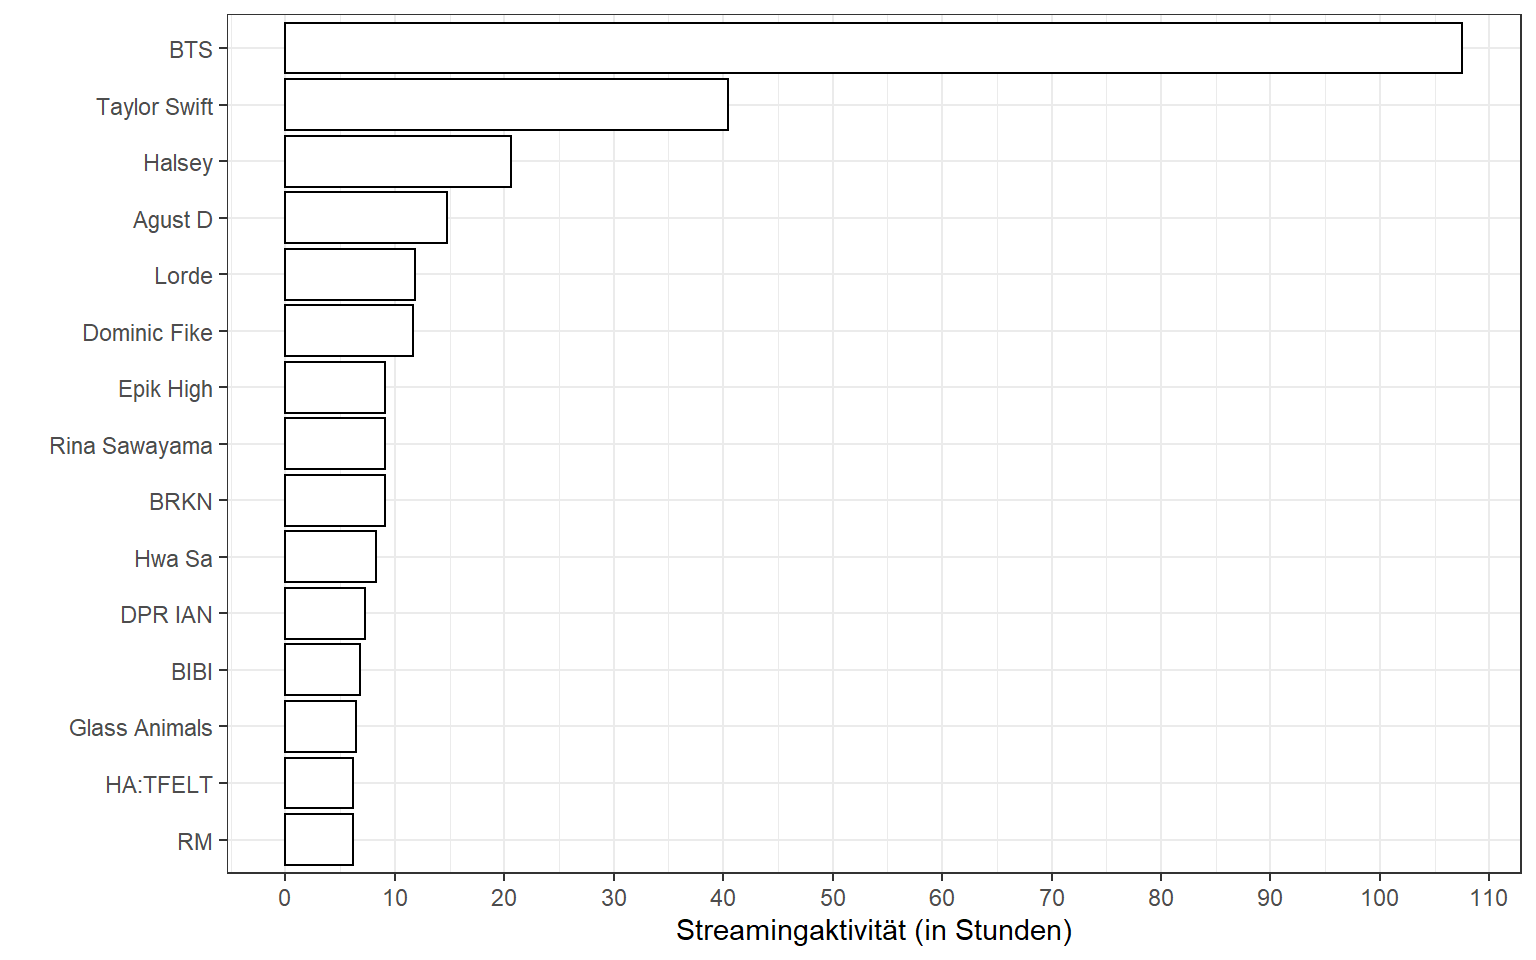 BTS
Taylor Swift
Halsey
Agust D
Lorde
Dominic Fike
Epik High
Rina Sawayama
BRKN
Hwa Sa
DPR IAN
BIBI
Glass Animals
HA:TFELT
RM
0 10 20 30 40 50 60 70 80 90 100 110
Streamingaktivität (in Stunden)